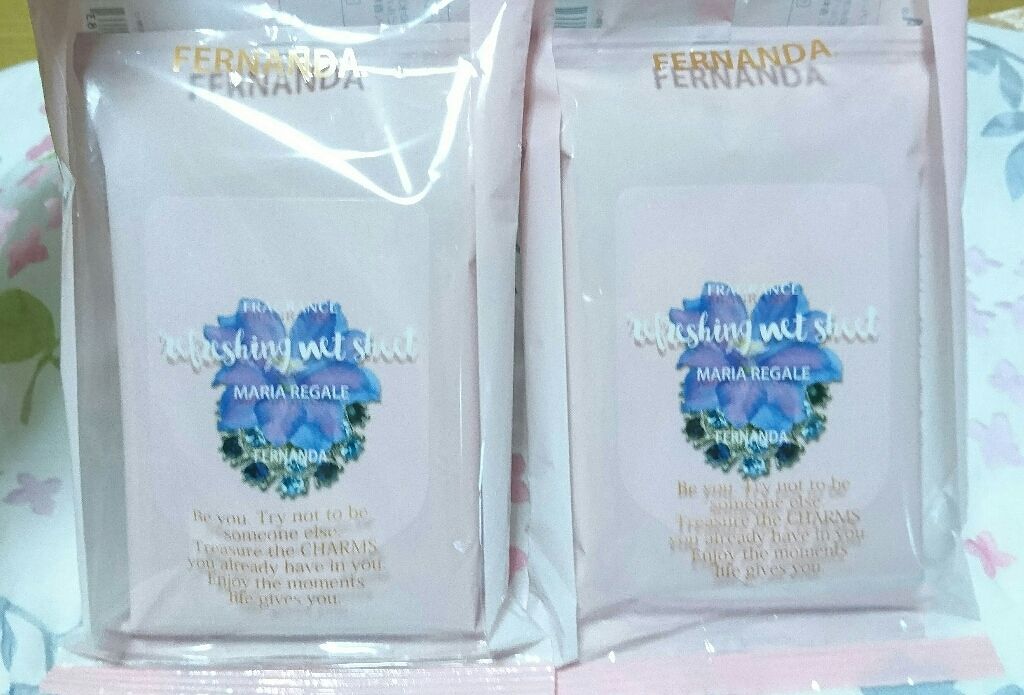 FERNANDA
FRAGRANCE
refreshing wet sheet
MARIA REGALE
FERNANDA
Be you. Try not to be
someone else.
Treasure the CHARMS
you already have in you.
Enjoy the moments
life gives you.
FERNANDA
FRAGRANCE
refreshing wet sheet
MARIA REGALE
FERNANDA
Be you. Try not to be
someone else.
Treasure the CHARMS
you already have in you.
Enjoy the moments
life gives you.